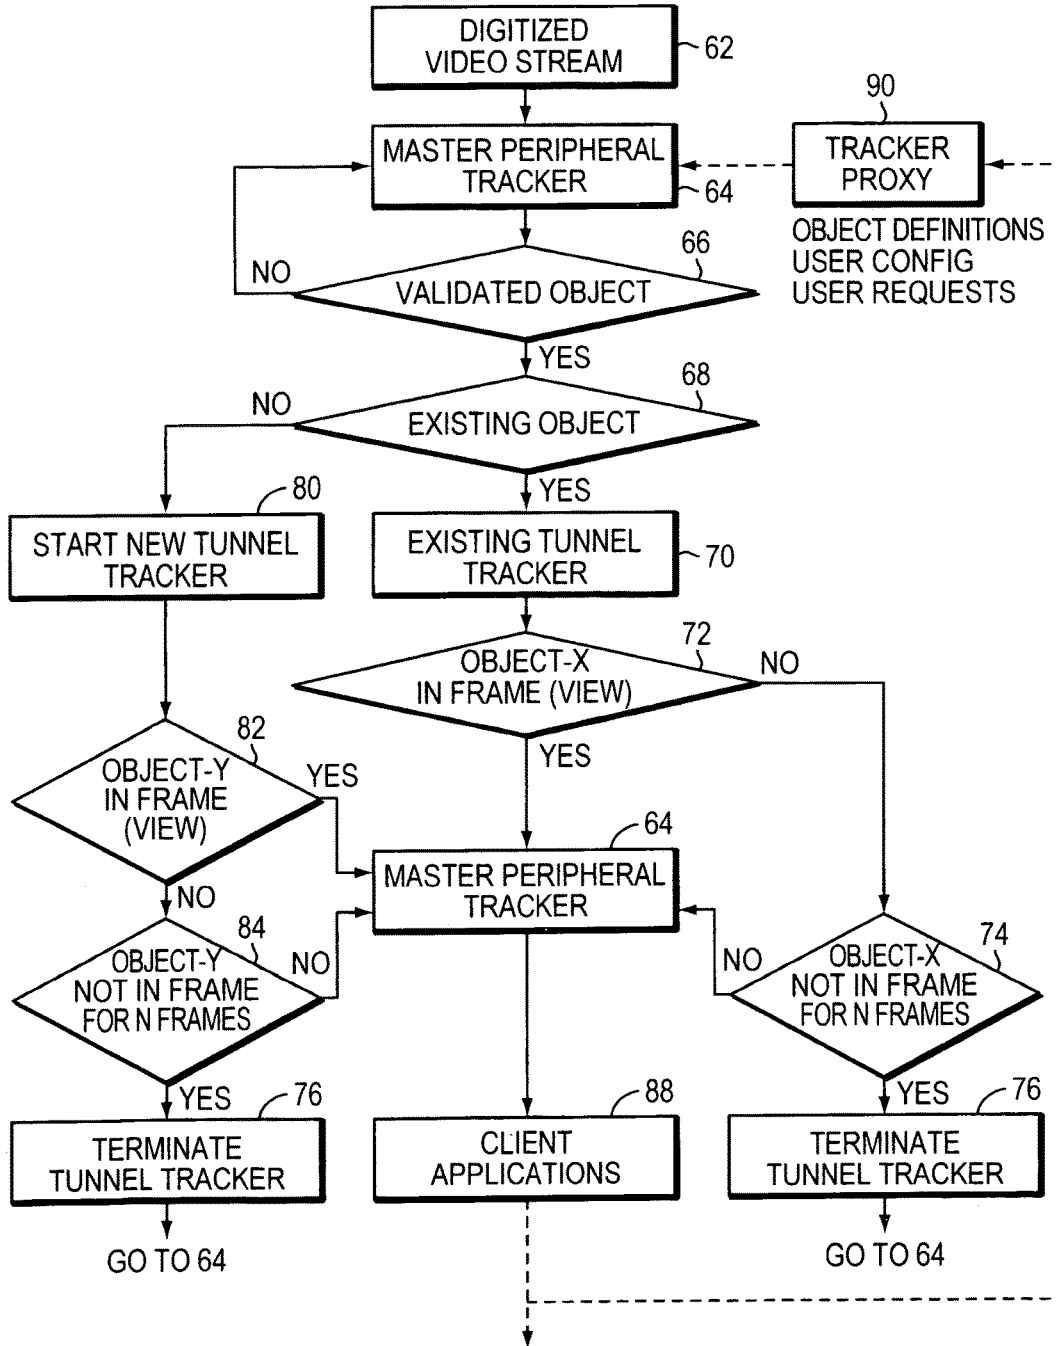 DIGITIZED
VIDEO STREAM
62
90
MASTER PERIPHERAL
TRACKER
64
TRACKER
PROXY
OBJECT DEFINITIONS
USER CONFIG
USER REQUESTS
66
NO
VALIDATED OBJECT
YES
68
NO
EXISTING OBJECT
YES
80
START NEW TUNNEL
TRACKER
EXISTING TUNNEL
TRACKER
70
72
OBJECT-X
IN FRAME (VIEW)
NO
YES
82
OBJECT-Y
IN FRAME
(VIEW)
YES
NO
64
MASTER PERIPHERAL
TRACKER
84
OBJECT-Y
NOT IN FRAME
FOR N FRAMES
NO
YES
74
NO
OBJECT-X
NOT IN FRAME
FOR N FRAMES
YES
76
TERMINATE
TUNNEL TRACKER
GO TO 64
88
CLIENT
APPLICATIONS
76
TERMINATE
TUNNEL TRACKER
GO TO 64